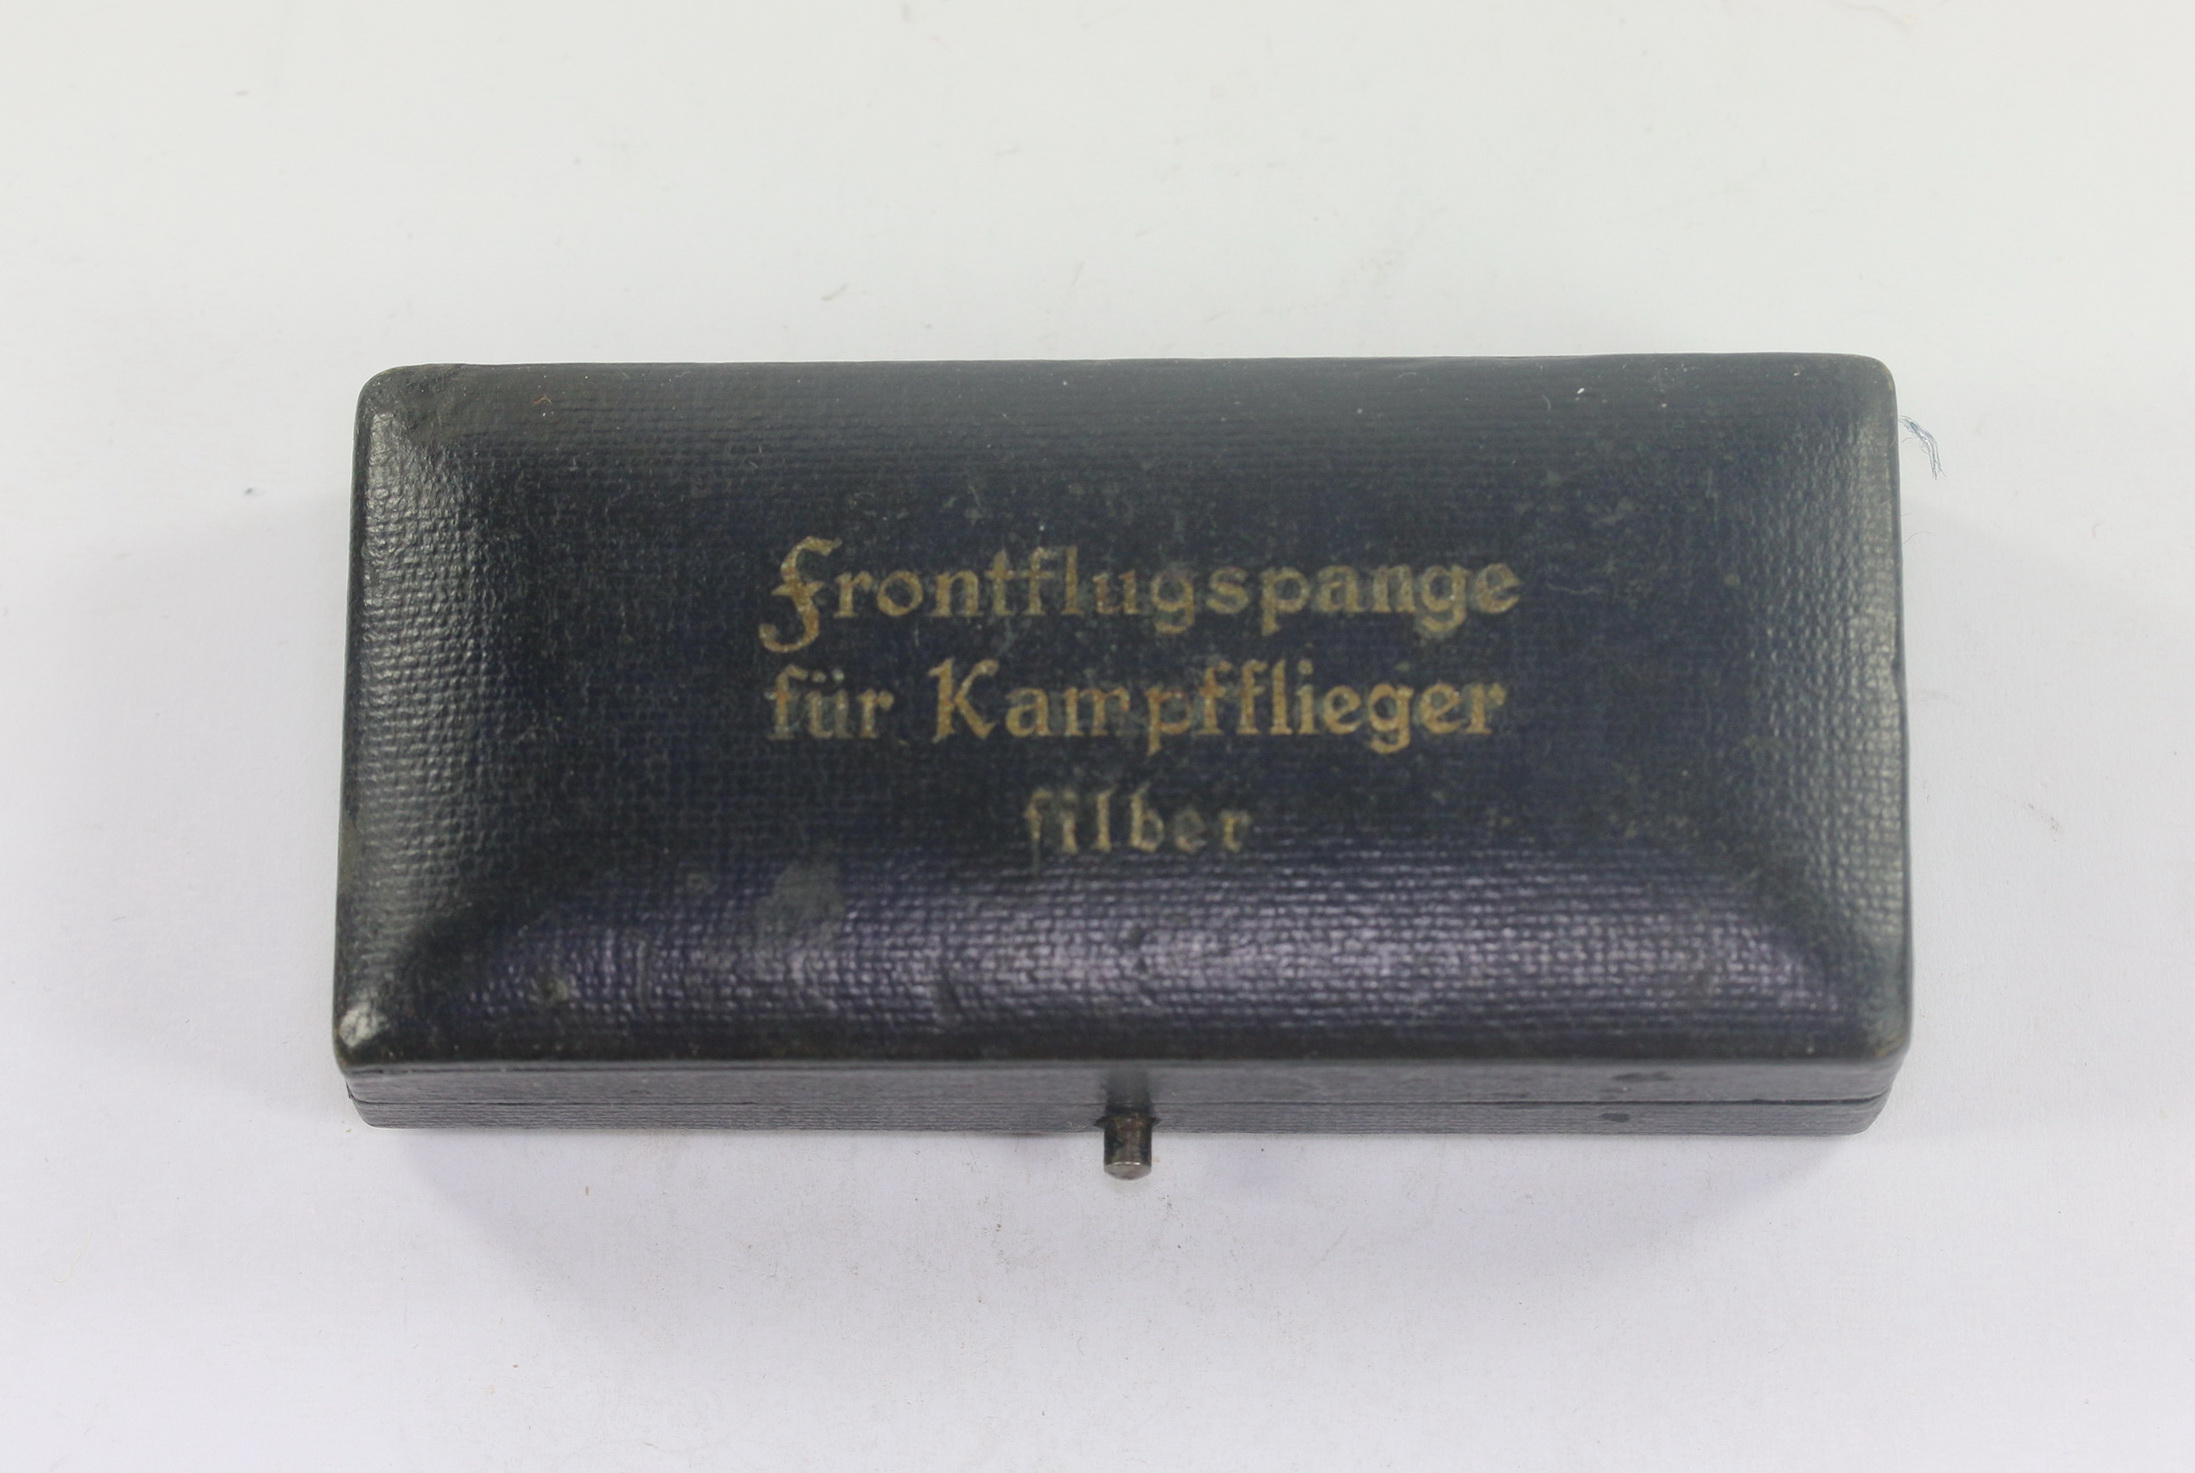 Frontflugspange
für Kampfflieger
ſilber